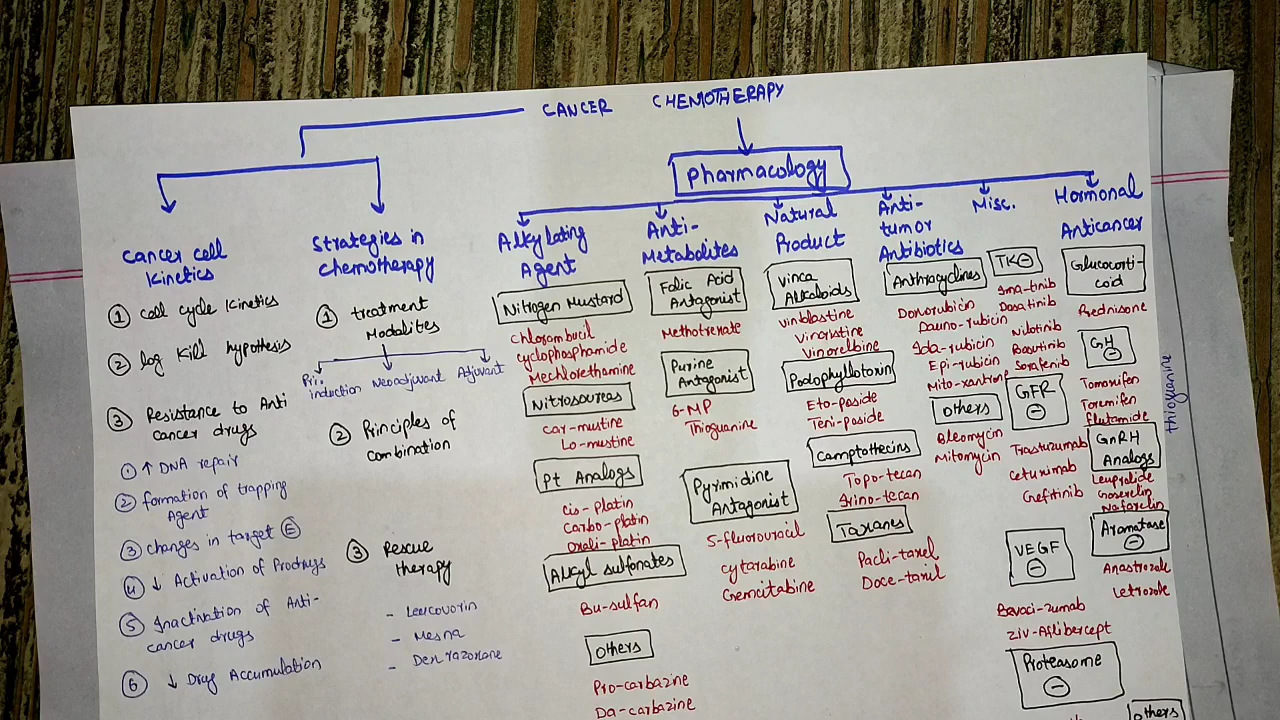 CANCER CHEMOTHERAPY
Pharmacology
Cancer cell
Kinetics
① Cell cycle Kinetics
② log Kill hypothesis
③ Resistance to Anti
cancer drugs
① ↑ DNA repair
② formation of trapping
Agent
③ changes in target Ⓔ
④ ↓ Activation of Prodrugs
⑤ Inactivation of Anti-
cancer drugs
⑥ ↓ Drug Accumulation
Strategies in
chemotherapy
① treatment
Modalities
Pri.
induction
Neoadjuvant
Adjuvant
② Principles of
combination
③ Rescue
therapy
- Leucovorin
- Mesna
- Dexrazoxane
Alkylating
Agent
Nitrogen Mustard
chlorambucil
cyclophosphamide
Mechlorethamine
Nitrosoureas
car-mustine
Lo-mustine
Pt Analogs
cis-platin
Carbo-platin
Oxali-platin
Alkyl sulfonates
Bu-sulfan
Others
Pro-carbazine
Da-carbazine
Anti-
Metabolites
Folic Acid
Antagonist
Methotrexate
Purine
Antagonist
6-MP
Thioguanine
Pyrimidine
Antagonist
5-fluorouracil
cytarabine
Gemcitabine
Natural
Product
Vinca
Alkaloids
vinblastine
Vincristine
Vinorelbine
Podophyllotoxin
Eto-poside
Teni-poside
Camptothecins
Topo-tecan
Irino-tecan
Taxanes
Pacli-taxel
Doce-taxel
Anti-
tumor
Antibiotics
Anthracyclines
Doxorubicin
Dauno-rubicin
Ida-rubicin
Epi-rubicin
Mito-xantrone
Others
Bleomycin
Mitomycin
Misc.
TK ⊖
Ima-tinib
Dasatinib
Nilotinib
Bosutinib
Sorafenib
GFR
⊖
Trastuzumab
Cetuximab
Gefitinib
VEGF
⊖
Bevaci-zumab
Ziv-Aflibercept
Proteasome
⊖
Hormonal
Anticancer
Glucocorti-
coid
Prednisone
GH
⊖
Tamoxifen
Toremifen
Flutamide
GnRH
Analogs
Leuprolide
Goserelin
Nafarelin
Aromatase
⊖
Anastrozole
Letrozole
Others
thioguanine